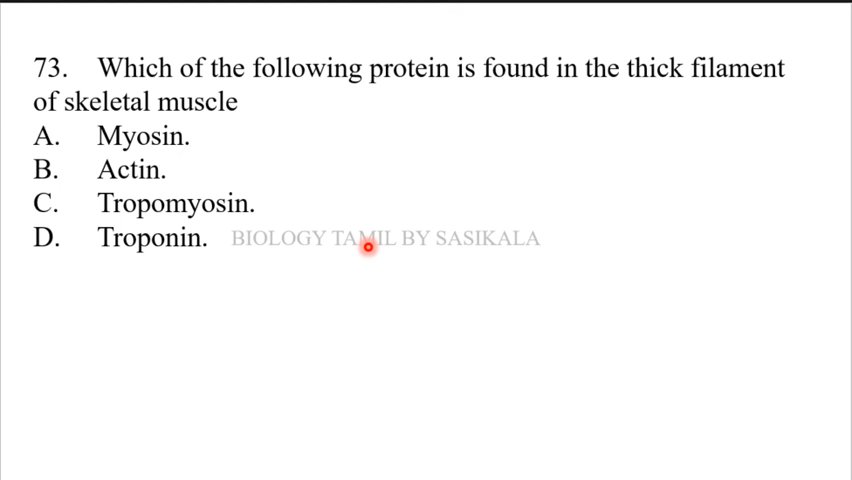 73. Which of the following protein is found in the thick filament
of skeletal muscle
A. Myosin.
B. Actin.
C. Tropomyosin.
D. Troponin. BIOLOGY TAMIL BY SASIKALA